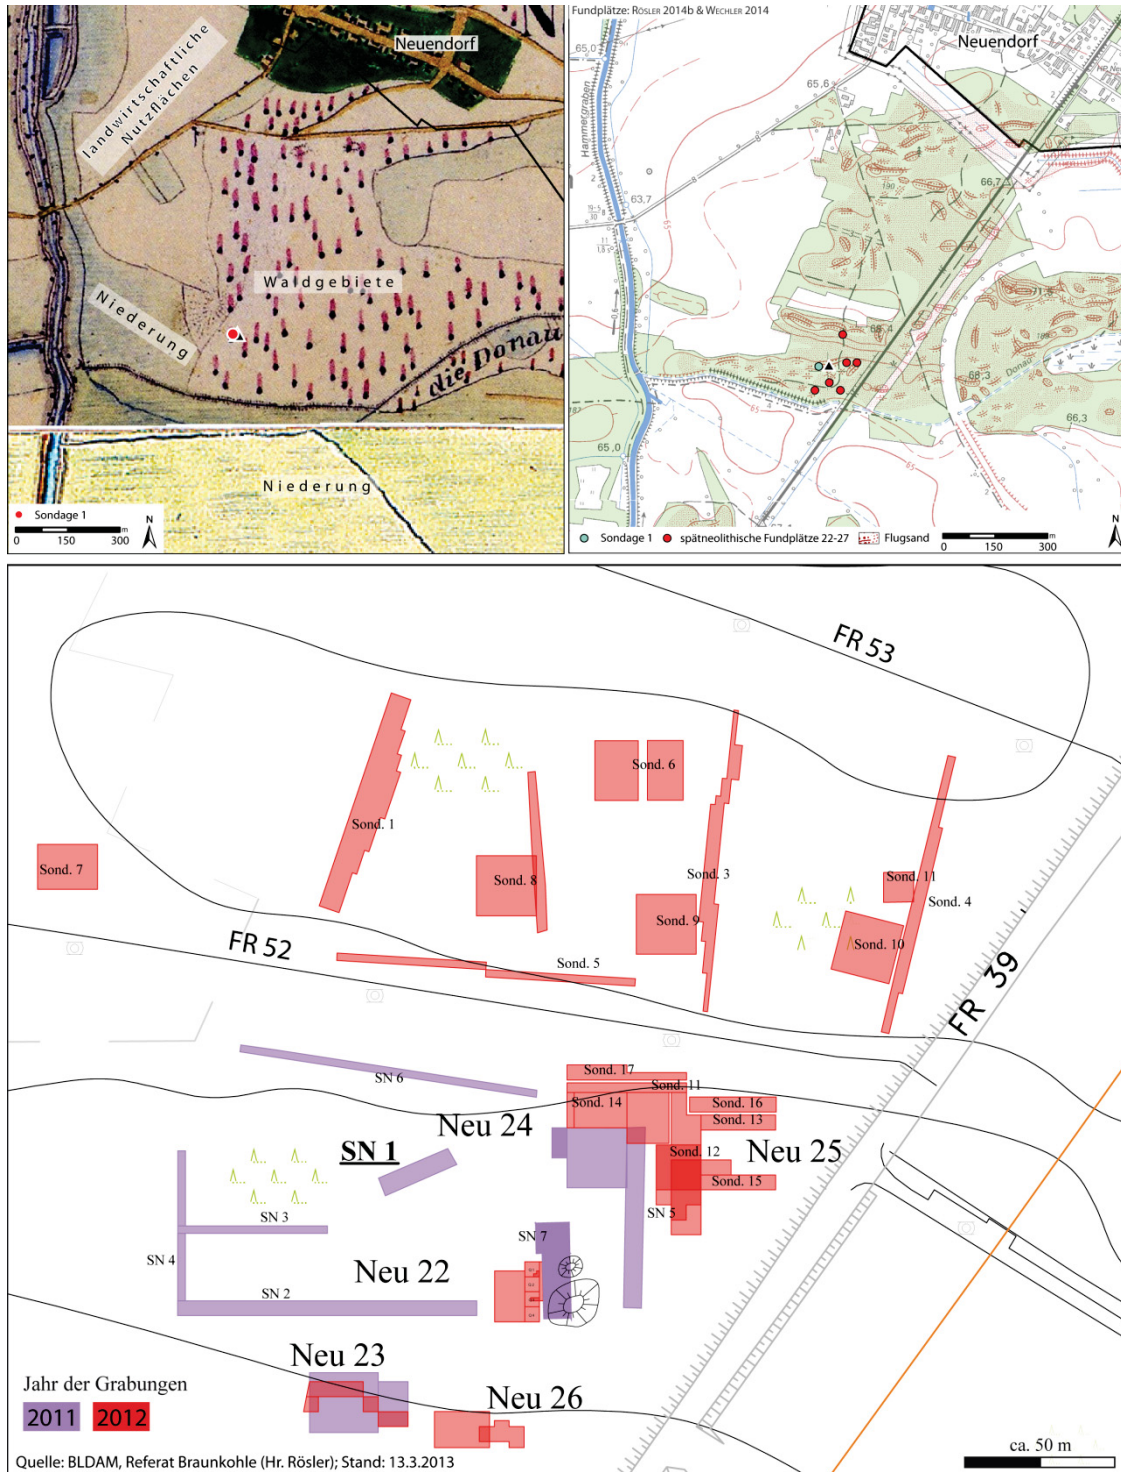 Neuendorf
landwirtschaftliche
Nutzflächen
Waldgebiete
Niederung
die Donau
Niederung
Sondage 1
0 150 300 m
N
Fundplätze: RÖSLER 2014b & WECHLER 2014
Neuendorf
65,0
65,6
Hammergraben
63,7
66,7
190
65
68,4
71,6
68,3
Donau
66,3
65,0
65
65
Sondage 1 spätneolithische Fundplätze 22-27 Flugsand
0 150 300 m
N
FR 53
Sond. 6
Sond. 1
Sond. 7
Sond. 8
Sond. 3
Sond. 11
Sond. 4
Sond. 9
Sond. 10
FR 52
Sond. 5
FR 39
SN 6
Sond. 17
Sond. 11
Sond. 14
Sond. 16
Sond. 13
Neu 24
SN 1
Sond. 12
Neu 25
Sond. 15
SN 3
SN 5
SN 7
SN 4
Neu 22
SN 2
Neu 23
Neu 26
Jahr der Grabungen
2011 2012
ca. 50 m
Quelle: BLDAM, Referat Braunkohle (Hr. Rösler); Stand: 13.3.2013